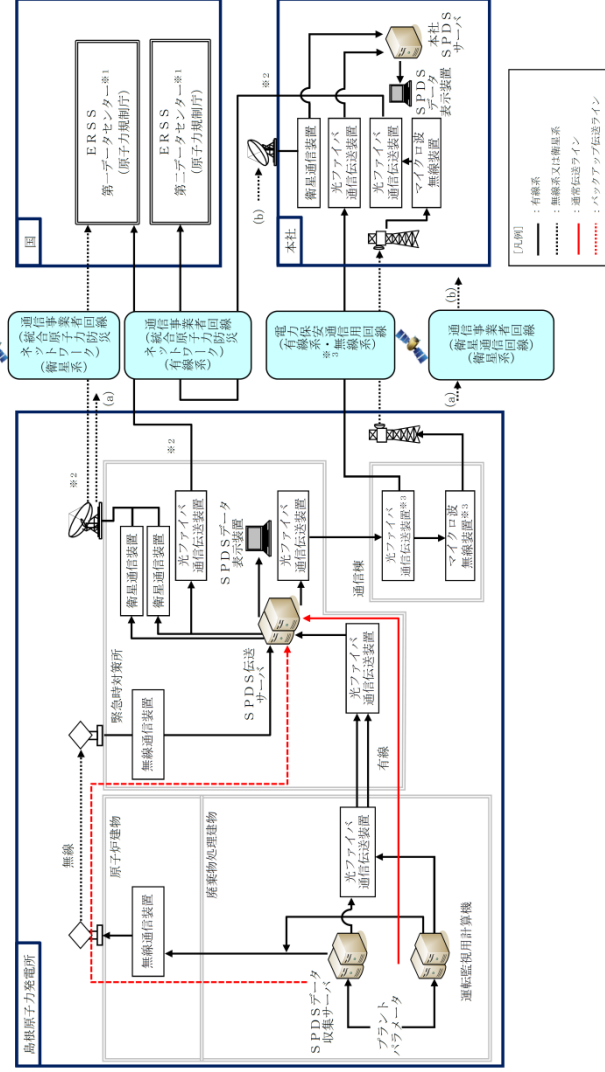 島根原子力発電所
無線
原子炉建物
無線通信装置
廃棄物処理建物
SPDSデータ
収集サーバ
プラント
パラメータ
運転監視用計算機
光ファイバ
通信伝送装置
有線
緊急時対策所
無線通信装置
SPDS伝送
サーバ
光ファイバ
通信伝送装置
※2
衛星通信装置
衛星通信装置
光ファイバ
通信伝送装置
※2
SPDSデータ
表示装置
光ファイバ
通信伝送装置
通信棟
光ファイバ
通信伝送装置※3
マイクロ波
無線装置※3
(a)
通信事業者回線
(統合原子力防災
ネットワーク)
(衛星系)
通信事業者回線
(統合原子力防災
ネットワーク)
(有線系)
電力保安通信用回線
(有線系・無線系)
※3
(a)
通信事業者回線
(衛星通信回線)
(衛星系)
(b)
国
ERSS
第一データセンター※1
(原子力規制庁)
ERSS
第二データセンター※1
(原子力規制庁)
本社
(b)
※2
衛星通信装置
光ファイバ
通信伝送装置
光ファイバ
通信伝送装置
マイクロ波
無線装置
本社
SPDS
サーバ
SPDS
データ
表示装置
[凡例]
:有線系
:無線系又は衛星系
:通常伝送ライン
:バックアップ伝送ライン